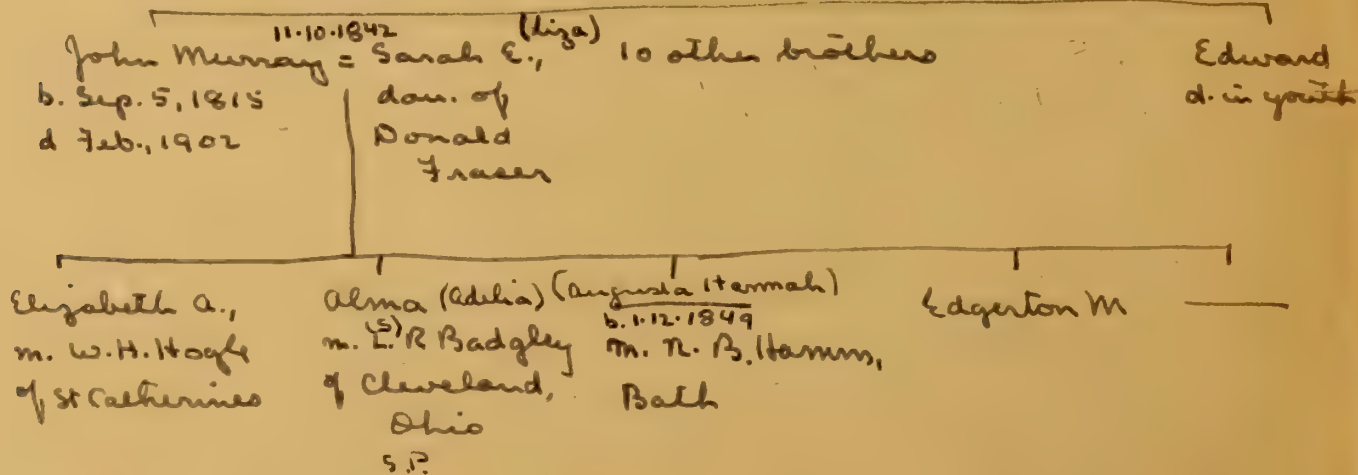 11.10.1842 (liza)
John Murray = Sarah E., 10 other brothers Edward
b. Sep. 5, 1815 dau. of d. in youth
d Feb., 1902 Donald
Fraser
Elizabeth A., Alma (Adelia) (Augusta Hannah) Edgerton M
b. 1.12.1849
m. W. H. Hogle m. L. (S) R Badgley m. R. B. Hamm,
of St Catherines of Cleveland, Bath
Ohio
S.P.